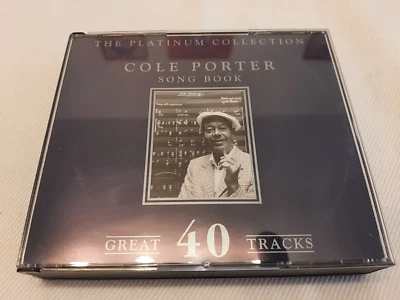 THE PLATINUM COLLECTION
COLE PORTER
SONG BOOK
GREAT 40 TRACKS